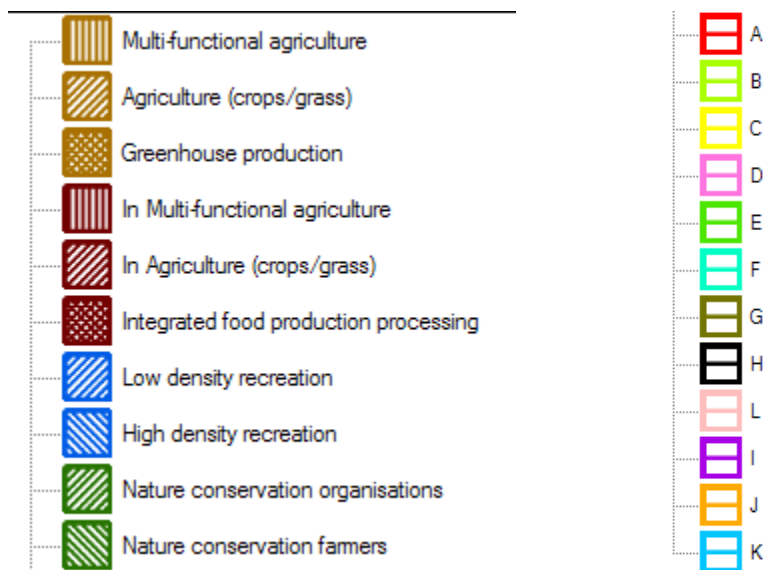 Multi-functional agriculture
Agriculture (crops/grass)
Greenhouse production
In Multi-functional agriculture
In Agriculture (crops/grass)
Integrated food production processing
Low density recreation
High density recreation
Nature conservation organisations
Nature conservation farmers
A
B
C
D
E
F
G
H
L
I
J
K